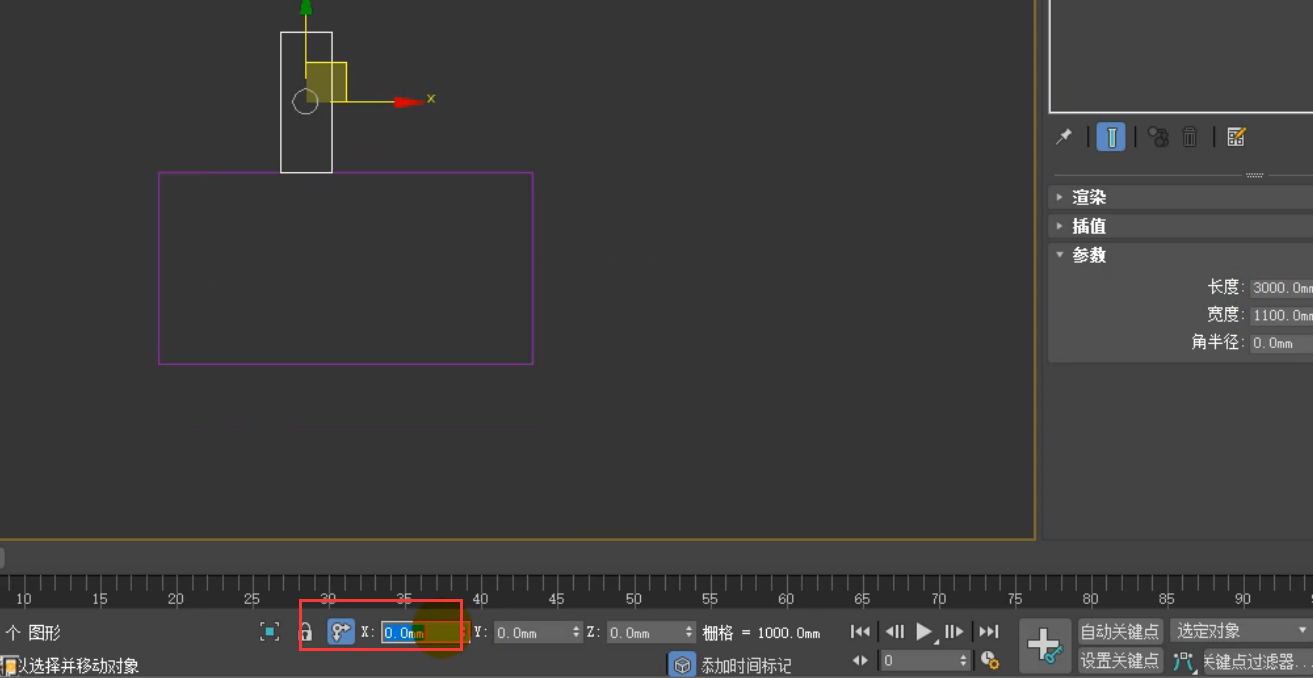 x
渲染
插值
参数
长度: 3000.0mm
宽度: 1100.0mm
角半径: 0.0mm
10 15 20 25 30 35 40 45 50 55 60 65 70 75 80 85 90
个 图形 X: 0.0mm Y: 0.0mm Z: 0.0mm 栅格 = 1000.0mm 自动关键点 选定对象
以选择并移动对象 添加时间标记 0 设置关键点 关键点过滤器...